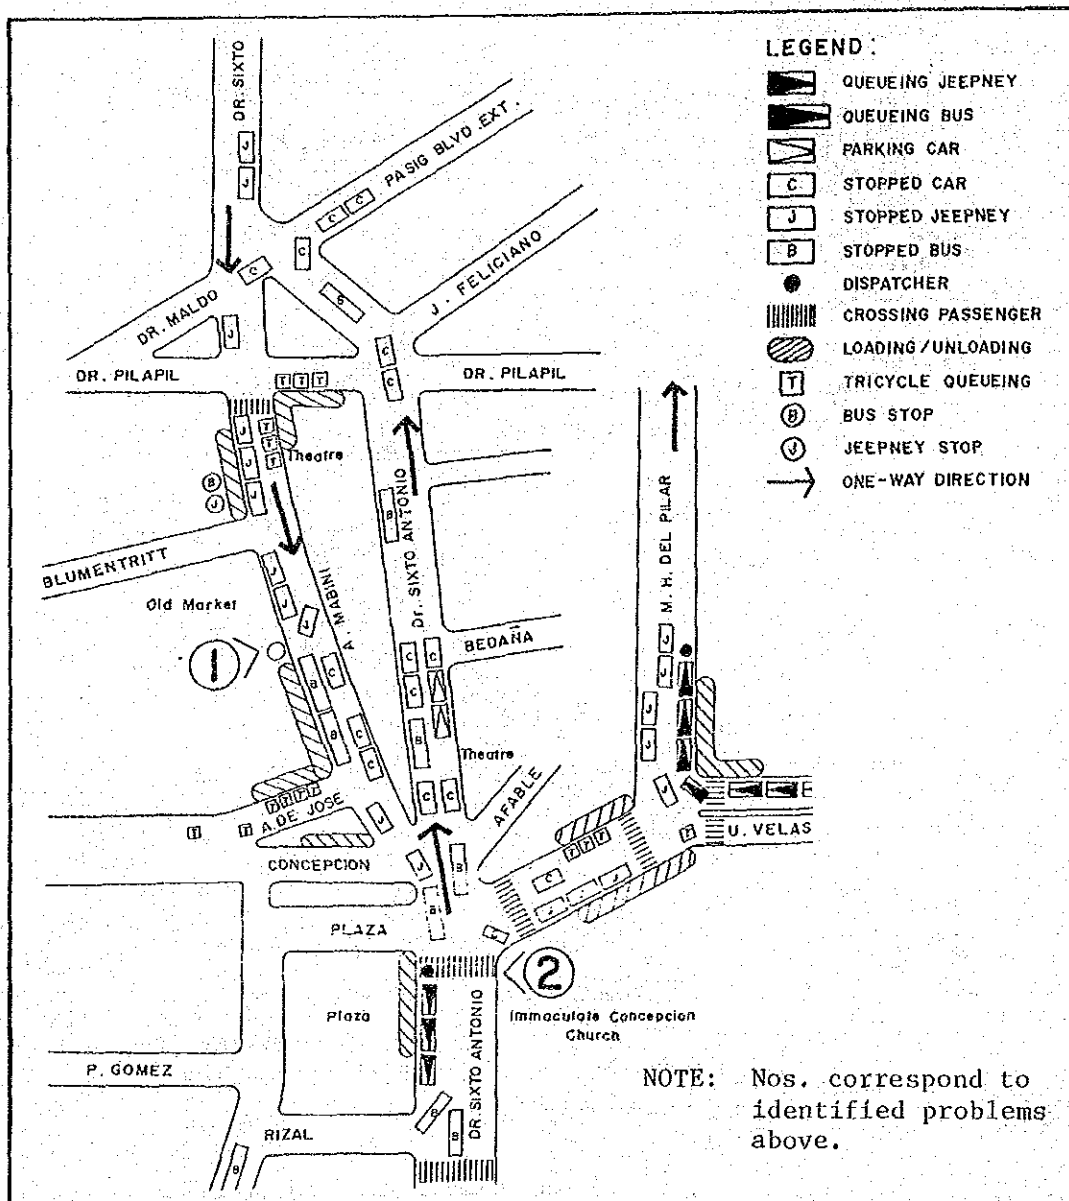 LEGEND:
QUEUEING JEEPNEY
QUEUEING BUS
PARKING CAR
C STOPPED CAR
J STOPPED JEEPNEY
B STOPPED BUS
DISPATCHER
CROSSING PASSENGER
LOADING/UNLOADING
T TRICYCLE QUEUEING
B BUS STOP
J JEEPNEY STOP
ONE-WAY DIRECTION
DR. SIXTO
PASIG BLVD. EXT.
J. FELICIANO
DR. MALDO
DR. PILAPIL
DR. PILAPIL
Theatre
BLUMENTRITT
Old Market
A. MABINI
Dr. SIXTO ANTONIO
M. H. DEL PILAR
BEDAÑA
1
Theatre
AFABLE
A. DE JOSE
U. VELAS
CONCEPCION
PLAZA
2
Plaza
Immaculate Concepcion
Church
DR. SIXTO ANTONIO
P. GOMEZ
RIZAL
NOTE: Nos. correspond to
identified problems
above.